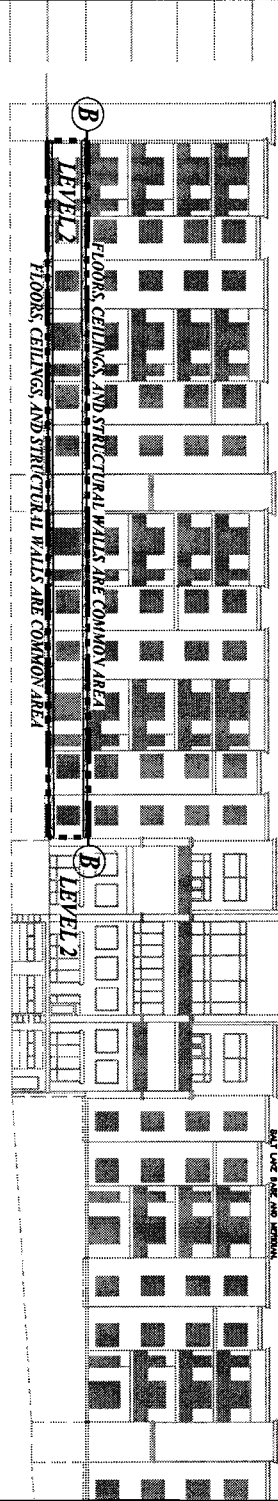 SALT LAKE BASE AND MERIDIAN,
B
LEVEL 2
FLOORS, CEILINGS, AND STRUCTURAL WALLS ARE COMMON AREA
FLOORS, CEILINGS, AND STRUCTURAL WALLS ARE COMMON AREA
B
LEVEL 2